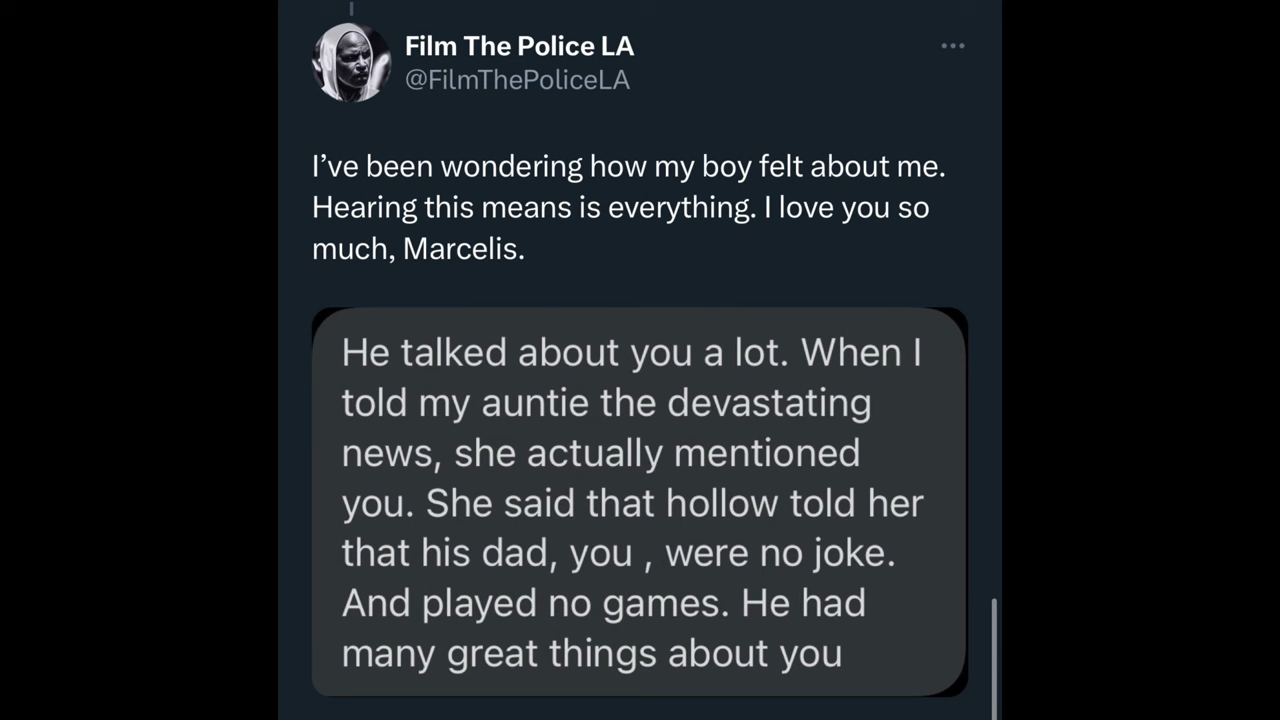 Film The Police LA
@FilmThePoliceLA
I’ve been wondering how my boy felt about me.
Hearing this means is everything. I love you so
much, Marcelis.
He talked about you a lot. When I
told my auntie the devastating
news, she actually mentioned
you. She said that hollow told her
that his dad, you , were no joke.
And played no games. He had
many great things about you